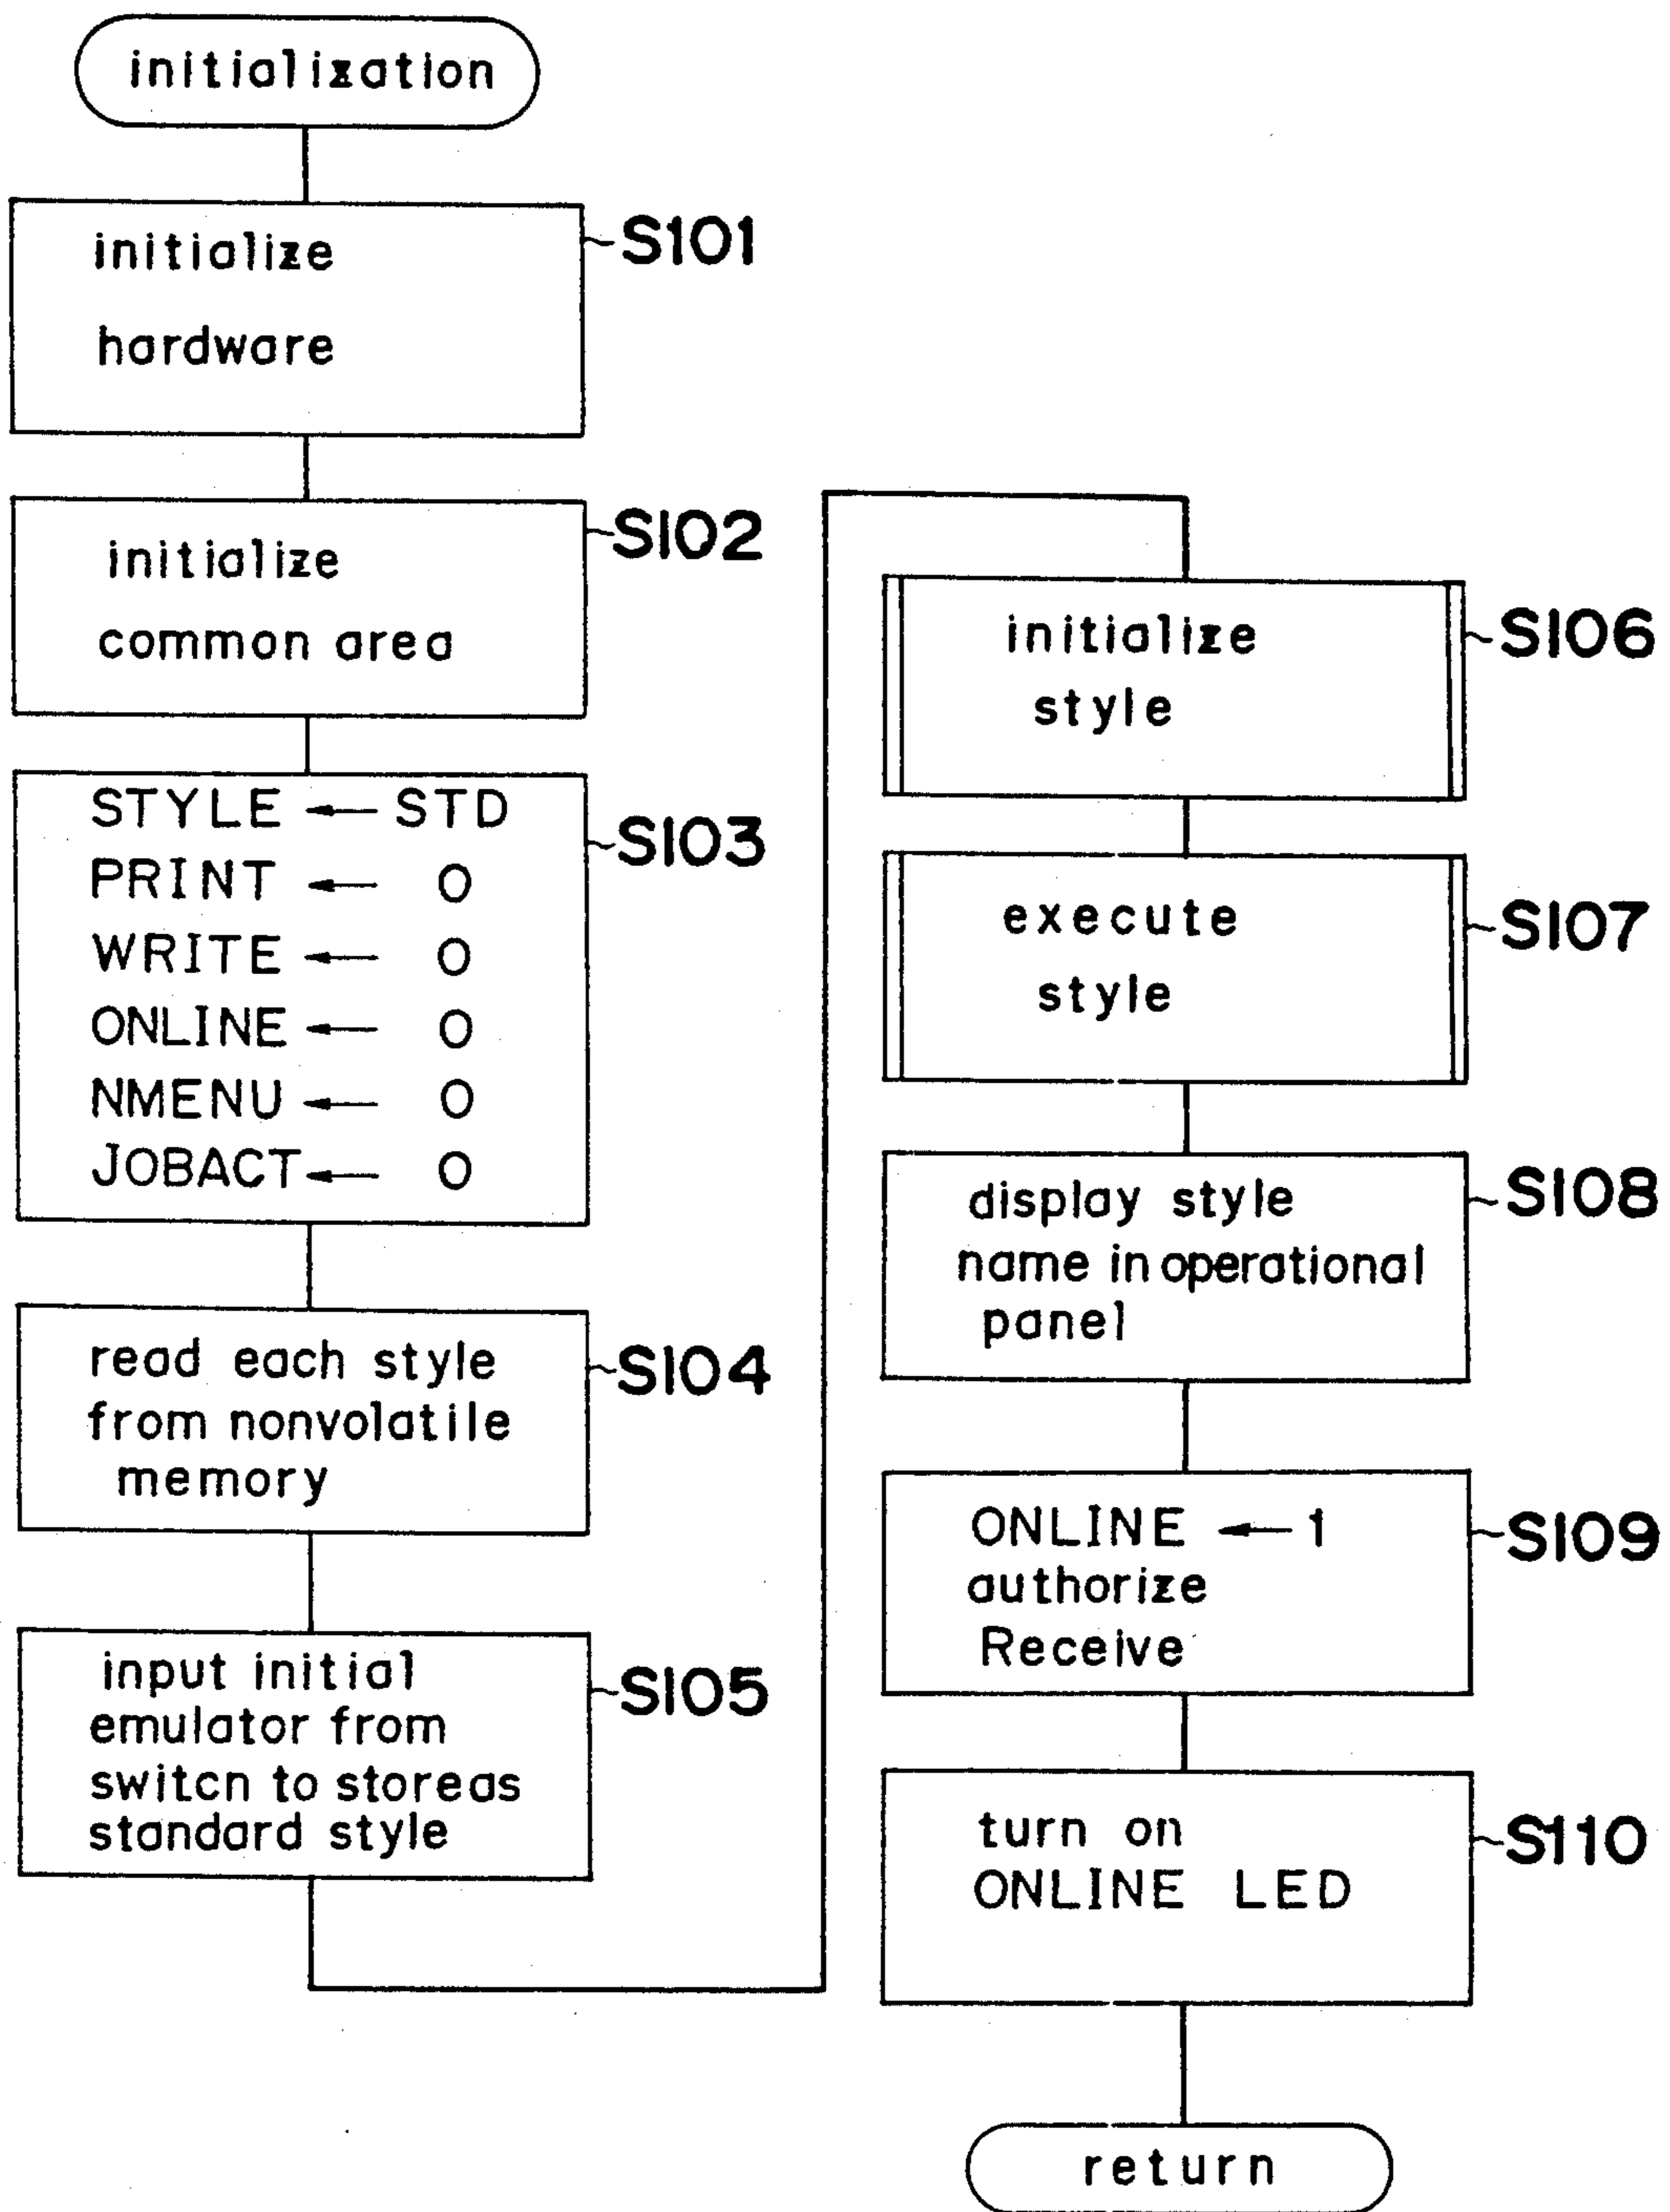 initialization
initialize
hardware
S101
initialize
common area
S102
STYLE ← STD
PRINT ← 0
WRITE ← 0
ONLINE ← 0
NMENU ← 0
JOBACT ← 0
S103
read each style
from nonvolatile
memory
S104
input initial
emulator from
switcn to storeas
standard style
S105
initialize
style
S106
execute
style
S107
display style
name in operational
panel
S108
ONLINE ← 1
authorize
Receive
S109
turn on
ONLINE LED
S110
return